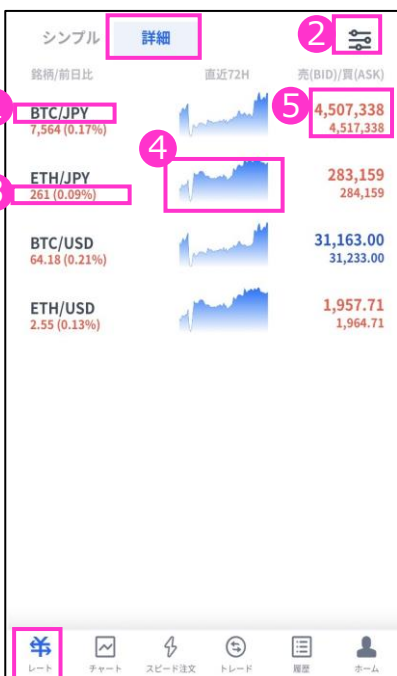 シンプル 詳細 2
銘柄/前日比 直近72H 売(BID)/買(ASK)
BTC/JPY 5 4,507,338
7,564 (0.17%) 4,517,338
4
ETH/JPY 283,159
261 (0.09%) 284,159
BTC/USD 31,163.00
64.18 (0.21%) 31,233.00
ETH/USD 1,957.71
2.55 (0.13%) 1,964.71
レート チャート スピード注文 トレード 履歴 ホーム